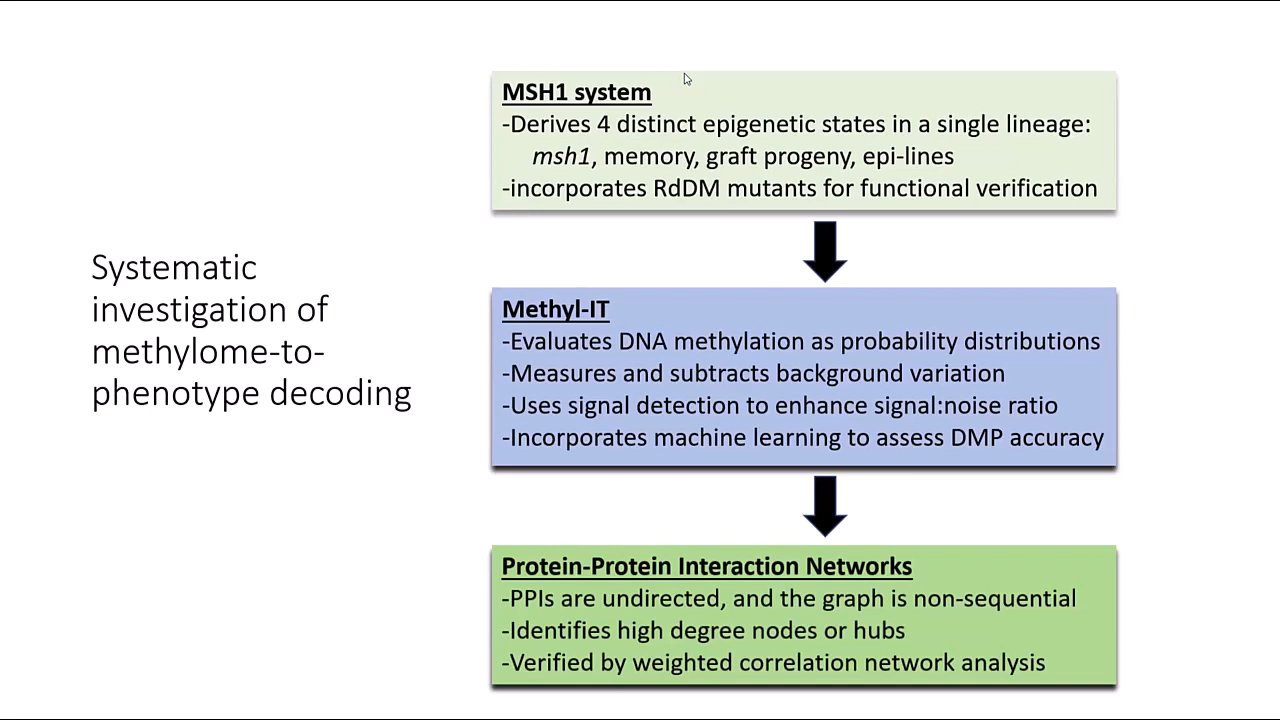 Systematic
investigation of
methylome-to-
phenotype decoding
MSH1 system
-Derives 4 distinct epigenetic states in a single lineage:
msh1, memory, graft progeny, epi-lines
-incorporates RdDM mutants for functional verification
Methyl-IT
-Evaluates DNA methylation as probability distributions
-Measures and subtracts background variation
-Uses signal detection to enhance signal:noise ratio
-Incorporates machine learning to assess DMP accuracy
Protein-Protein Interaction Networks
-PPIs are undirected, and the graph is non-sequential
-Identifies high degree nodes or hubs
-Verified by weighted correlation network analysis